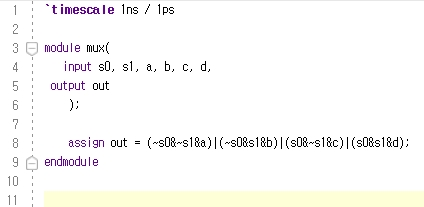 1 `timescale 1ns / 1ps
2
3 module mux(
4 input s0, s1, a, b, c, d,
5 output out
6 );
7
8 assign out = (~s0&~s1&a)|(~s0&s1&b)|(s0&~s1&c)|(s0&s1&d);
9 endmodule
10
11